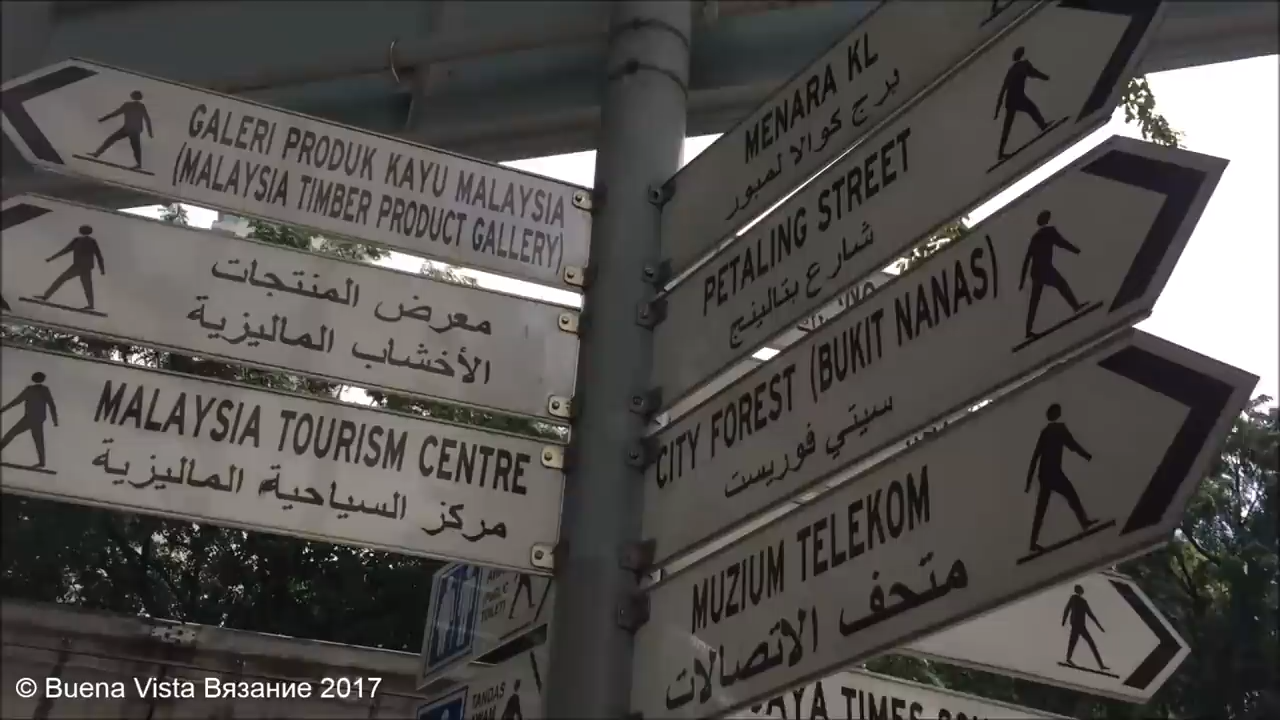 GALERI PRODUK KAYU MALAYSIA
(MALAYSIA TIMBER PRODUCT GALLERY)
معرض المنتجات
الأخشاب الماليزية
MALAYSIA TOURISM CENTRE
مركز السياحية الماليزية
MENARA KL
برج كوالا لمبور
PETALING STREET
شارع بتالينج
CITY FOREST (BUKIT NANAS)
سيتي فوريست
MUZIUM TELEKOM
متحف الاتصالات
TANDAS
TIMES
© Buena Vista Вязание 2017